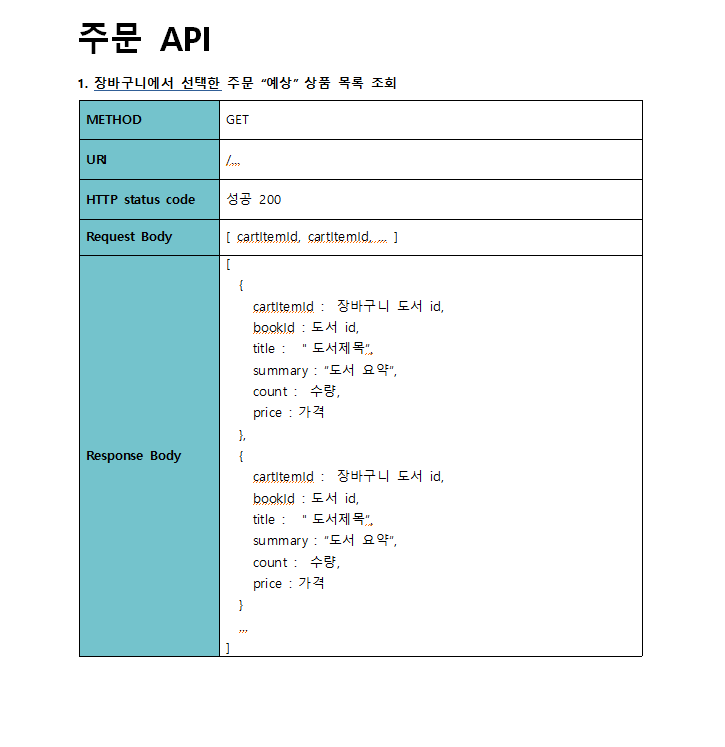 주문 API
1. 장바구니에서 선택한 주문 “예상” 상품 목록 조회
METHOD GET
URI /,,,,
HTTP status code 성공 200
Request Body [ cartItemId, cartItemId, ,,, ]
Response Body
[
{
cartItemId : 장바구니 도서 id,
bookId : 도서 id,
title : “ 도서제목”,
summary : “도서 요약”,
count : 수량,
price : 가격
},
{
cartItemId : 장바구니 도서 id,
bookId : 도서 id,
title : “ 도서제목”,
summary : “도서 요약”,
count : 수량,
price : 가격
}
,,,
]